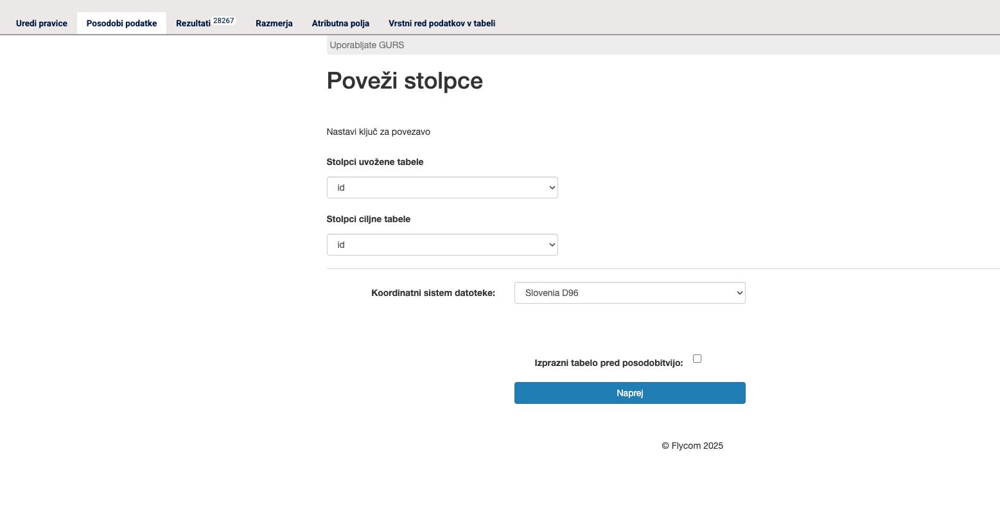 Uredi pravice Posodobi podatke Rezultati 28267 Razmerja Atributna polja Vrstni red podatkov v tabeli
Uporabljate GURS
Poveži stolpce
Nastavi ključ za povezavo
Stolpci uvožene tabele
id
Stolpci ciljne tabele
id
Koordinatni sistem datoteke: Slovenia D96
Izprazni tabelo pred posodobitvijo:
Naprej
© Flycom 2025